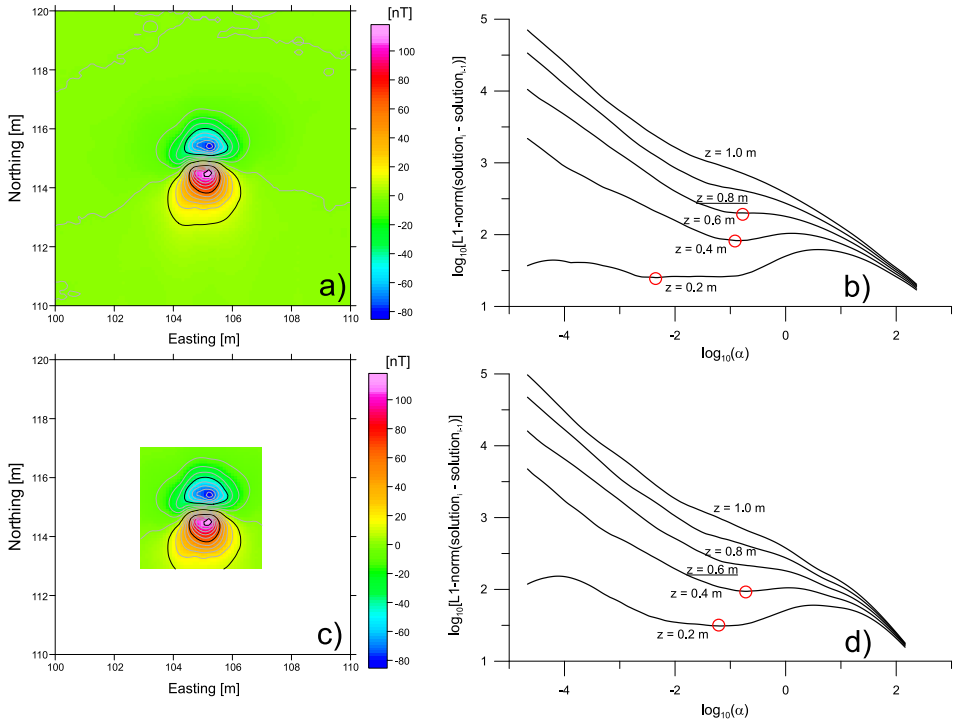 [nT]
120
118
116
114
112
110
Northing [m]
100
102
104
106
108
110
Easting [m]
a)
100
80
60
40
20
0
-20
-40
-60
-80
5
4
3
2
1
log10[L1-norm(solutioni - solutioni-1)]
z = 1.0 m
z = 0.8 m
z = 0.6 m
z = 0.4 m
z = 0.2 m
b)
-4
-2
0
2
log10(α)
[nT]
120
118
116
114
112
110
Northing [m]
100
102
104
106
108
110
Easting [m]
c)
100
80
60
40
20
0
-20
-40
-60
-80
5
4
3
2
1
log10[L1-norm(solutioni - solutioni-1)]
z = 1.0 m
z = 0.8 m
z = 0.6 m
z = 0.4 m
z = 0.2 m
d)
-4
-2
0
2
log10(α)